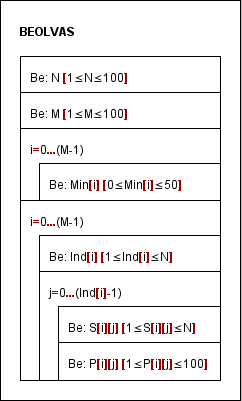 BEOLVAS
Be: N [1≤N≤100]
Be: M [1≤M≤100]
i=0...(M-1)
Be: Min[i] [0≤Min[i]≤50]
i=0...(M-1)
Be: Ind[i] [1≤Ind[i]≤N]
j=0...(Ind[i]-1)
Be: S[i][j] [1≤S[i][j]≤N]
Be: P[i][j] [1≤P[i][j]≤100]